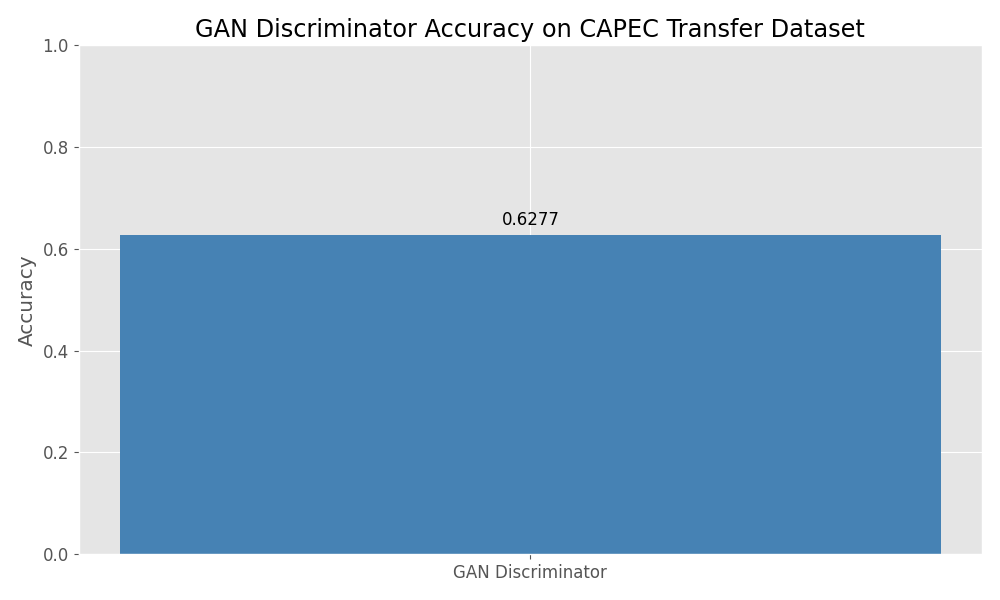 GAN Discriminator Accuracy on CAPEC Transfer Dataset
1.0
0.8
0.6277
0.6
Accuracy
0.4
0.2
0.0
GAN Discriminator